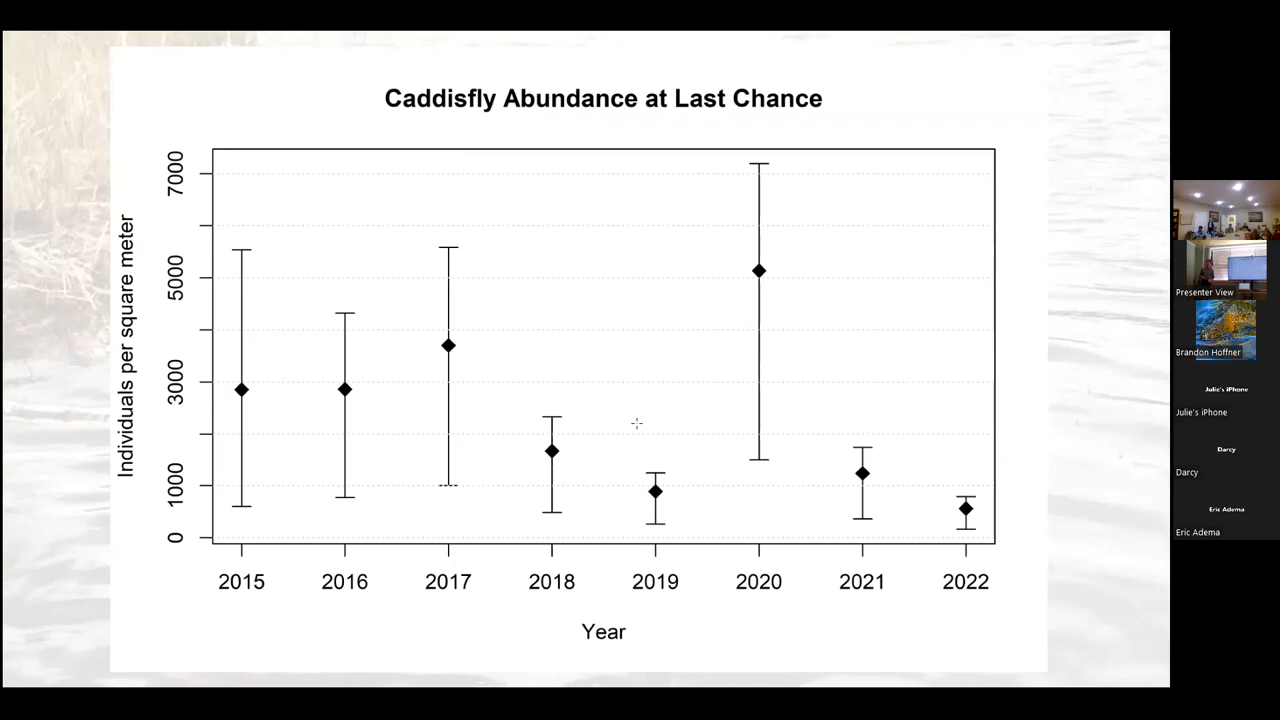 Caddisfly Abundance at Last Chance
Individuals per square meter
7000
5000
3000
1000
0
2015 2016 2017 2018 2019 2020 2021 2022
Year
Presenter View
Brandon Hoffner
Julie's iPhone
Julie's iPhone
Darcy
Darcy
Eric Adema
Eric Adema